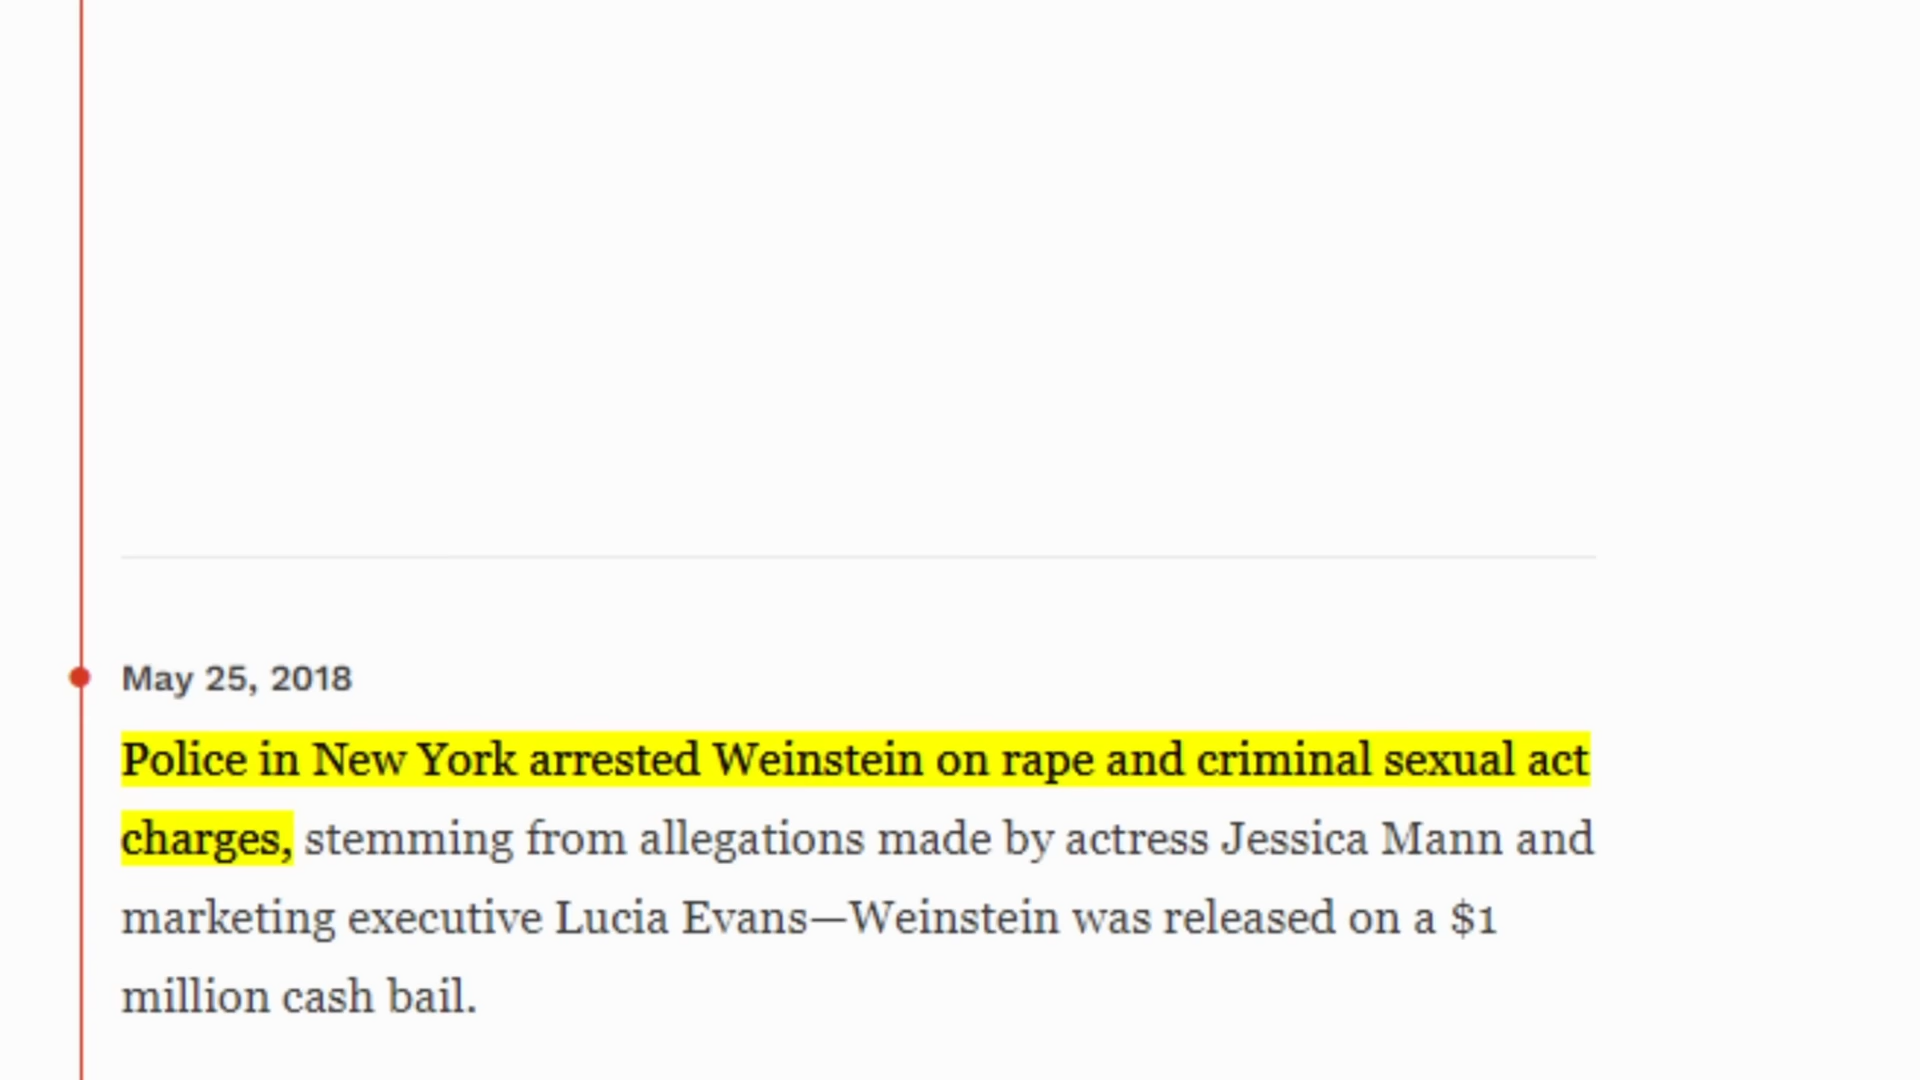 May 25, 2018
Police in New York arrested Weinstein on rape and criminal sexual act
charges, stemming from allegations made by actress Jessica Mann and
marketing executive Lucia Evans—Weinstein was released on a $1
million cash bail.